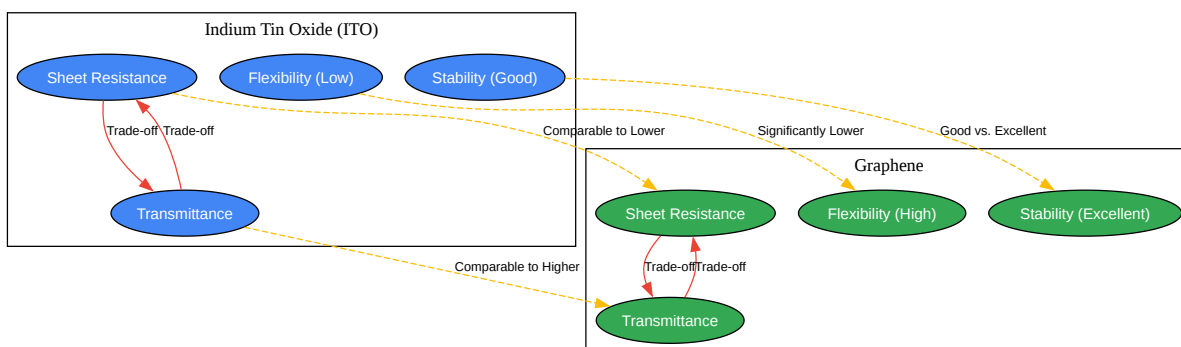 Indium Tin Oxide (ITO)
Sheet Resistance
Flexibility (Low)
Stability (Good)
Trade-off
Trade-off
Comparable to Lower
Significantly Lower
Good vs. Excellent
Graphene
Transmittance
Sheet Resistance
Flexibility (High)
Stability (Excellent)
Comparable to Higher
Trade-off
Trade-off
Transmittance